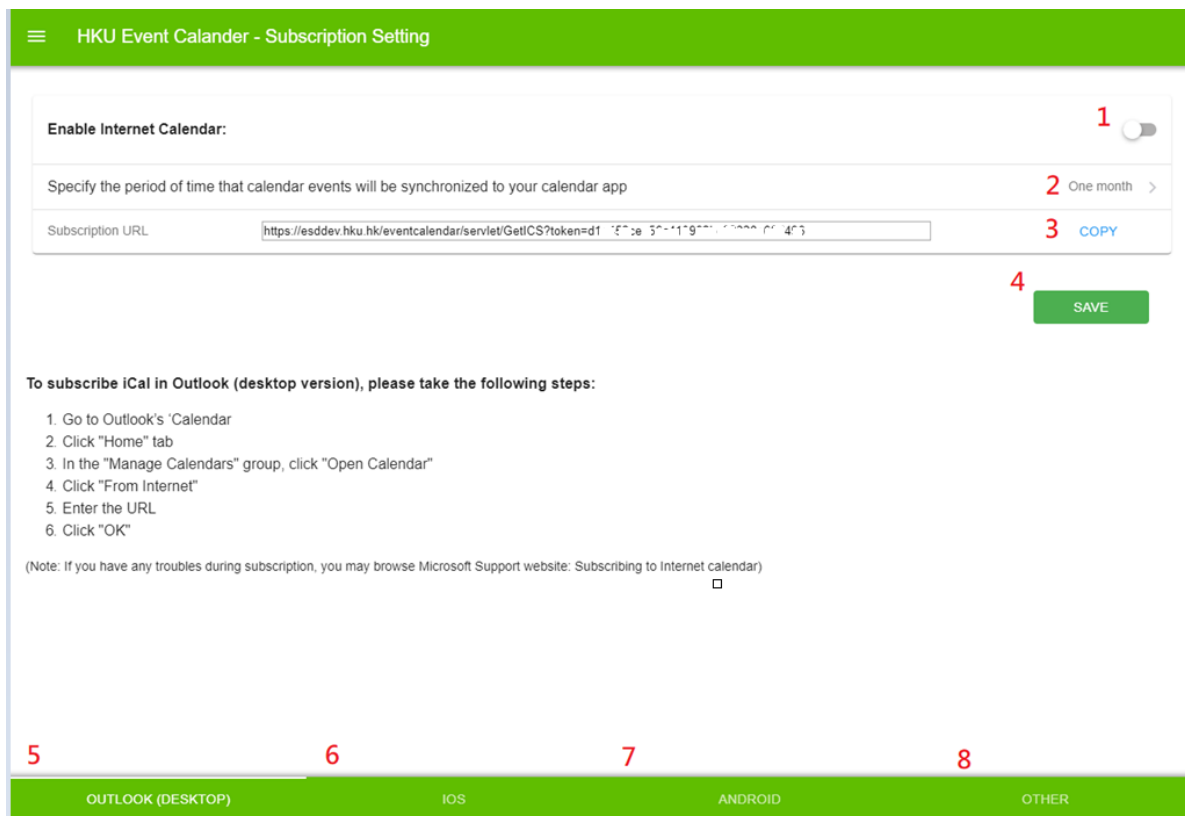 HKU Event Calander - Subscription Setting
Enable Internet Calendar:
1
Specify the period of time that calendar events will be synchronized to your calendar app
2 One month
Subscription URL
https://esddev.hku.hk/eventcalendar/servlet/GetICS?token=d1
3 COPY
4
SAVE
To subscribe iCal in Outlook (desktop version), please take the following steps:
1. Go to Outlook's 'Calendar
2. Click "Home" tab
3. In the "Manage Calendars" group, click "Open Calendar"
4. Click "From Internet"
5. Enter the URL
6. Click "OK"
(Note: If you have any troubles during subscription, you may browse Microsoft Support website: Subscribing to Internet calendar)
5 6 7 8
OUTLOOK (DESKTOP) IOS ANDROID OTHER